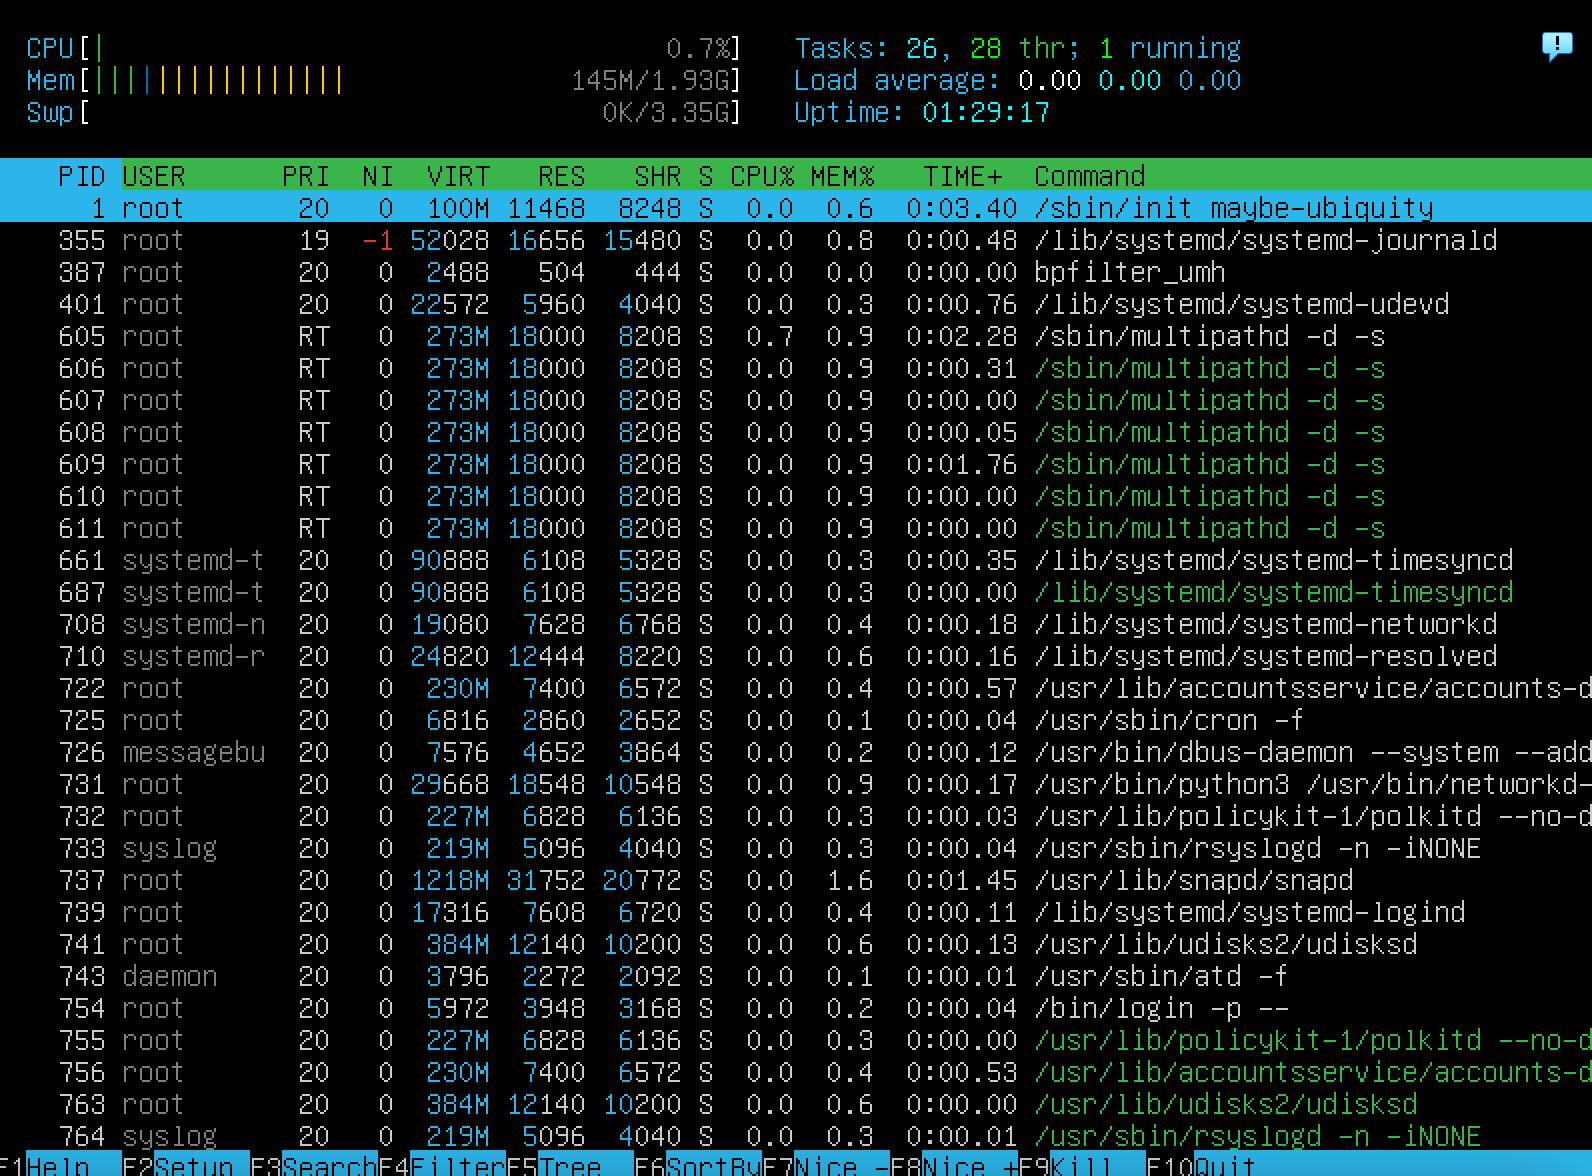 CPU[| 0.7%] Tasks: 26, 28 thr; 1 running
Mem[|||||||||||||||| 145M/1.93G] Load average: 0.00 0.00 0.00
Swp[ 0K/3.35G] Uptime: 01:29:17
PID USER PRI NI VIRT RES SHR S CPU% MEM% TIME+ Command
1 root 20 0 100M 11468 8248 S 0.0 0.6 0:03.40 /sbin/init maybe-ubiquity
355 root 19 -1 52028 16656 15480 S 0.0 0.8 0:00.48 /lib/systemd/systemd-journald
387 root 20 0 2488 504 444 S 0.0 0.0 0:00.00 bpfilter_umh
401 root 20 0 22572 5960 4040 S 0.0 0.3 0:00.76 /lib/systemd/systemd-udevd
605 root RT 0 273M 18000 8208 S 0.7 0.9 0:02.28 /sbin/multipathd -d -s
606 root RT 0 273M 18000 8208 S 0.0 0.9 0:00.31 /sbin/multipathd -d -s
607 root RT 0 273M 18000 8208 S 0.0 0.9 0:00.00 /sbin/multipathd -d -s
608 root RT 0 273M 18000 8208 S 0.0 0.9 0:00.05 /sbin/multipathd -d -s
609 root RT 0 273M 18000 8208 S 0.0 0.9 0:01.76 /sbin/multipathd -d -s
610 root RT 0 273M 18000 8208 S 0.0 0.9 0:00.00 /sbin/multipathd -d -s
611 root RT 0 273M 18000 8208 S 0.0 0.9 0:00.00 /sbin/multipathd -d -s
661 systemd-t 20 0 90888 6108 5328 S 0.0 0.3 0:00.35 /lib/systemd/systemd-timesyncd
687 systemd-t 20 0 90888 6108 5328 S 0.0 0.3 0:00.00 /lib/systemd/systemd-timesyncd
708 systemd-n 20 0 19080 7628 6768 S 0.0 0.4 0:00.18 /lib/systemd/systemd-networkd
710 systemd-r 20 0 24820 12444 8220 S 0.0 0.6 0:00.16 /lib/systemd/systemd-resolved
722 root 20 0 230M 7400 6572 S 0.0 0.4 0:00.57 /usr/lib/accountsservice/accounts-d
725 root 20 0 6816 2860 2652 S 0.0 0.1 0:00.04 /usr/sbin/cron -f
726 messagebu 20 0 7576 4652 3864 S 0.0 0.2 0:00.12 /usr/bin/dbus-daemon --system --add
731 root 20 0 29668 18548 10548 S 0.0 0.9 0:00.17 /usr/bin/python3 /usr/bin/networkd-
732 root 20 0 227M 6828 6136 S 0.0 0.3 0:00.03 /usr/lib/policykit-1/polkitd --no-d
733 syslog 20 0 219M 5096 4040 S 0.0 0.3 0:00.04 /usr/sbin/rsyslogd -n -iNONE
737 root 20 0 1218M 31752 20772 S 0.0 1.6 0:01.45 /usr/lib/snapd/snapd
739 root 20 0 17316 7608 6720 S 0.0 0.4 0:00.11 /lib/systemd/systemd-logind
741 root 20 0 384M 12140 10200 S 0.0 0.6 0:00.13 /usr/lib/udisks2/udisksd
743 daemon 20 0 3796 2272 2092 S 0.0 0.1 0:00.01 /usr/sbin/atd -f
754 root 20 0 5972 3948 3168 S 0.0 0.2 0:00.04 /bin/login -p --
755 root 20 0 227M 6828 6136 S 0.0 0.3 0:00.00 /usr/lib/policykit-1/polkitd --no-d
756 root 20 0 230M 7400 6572 S 0.0 0.4 0:00.53 /usr/lib/accountsservice/accounts-d
763 root 20 0 384M 12140 10200 S 0.0 0.6 0:00.00 /usr/lib/udisks2/udisksd
764 syslog 20 0 219M 5096 4040 S 0.0 0.3 0:00.01 /usr/sbin/rsyslogd -n -iNONE
F1Help F2Setup F3SearchF4FilterF5Tree F6SortByF7Nice -F8Nice +F9Kill F10Quit